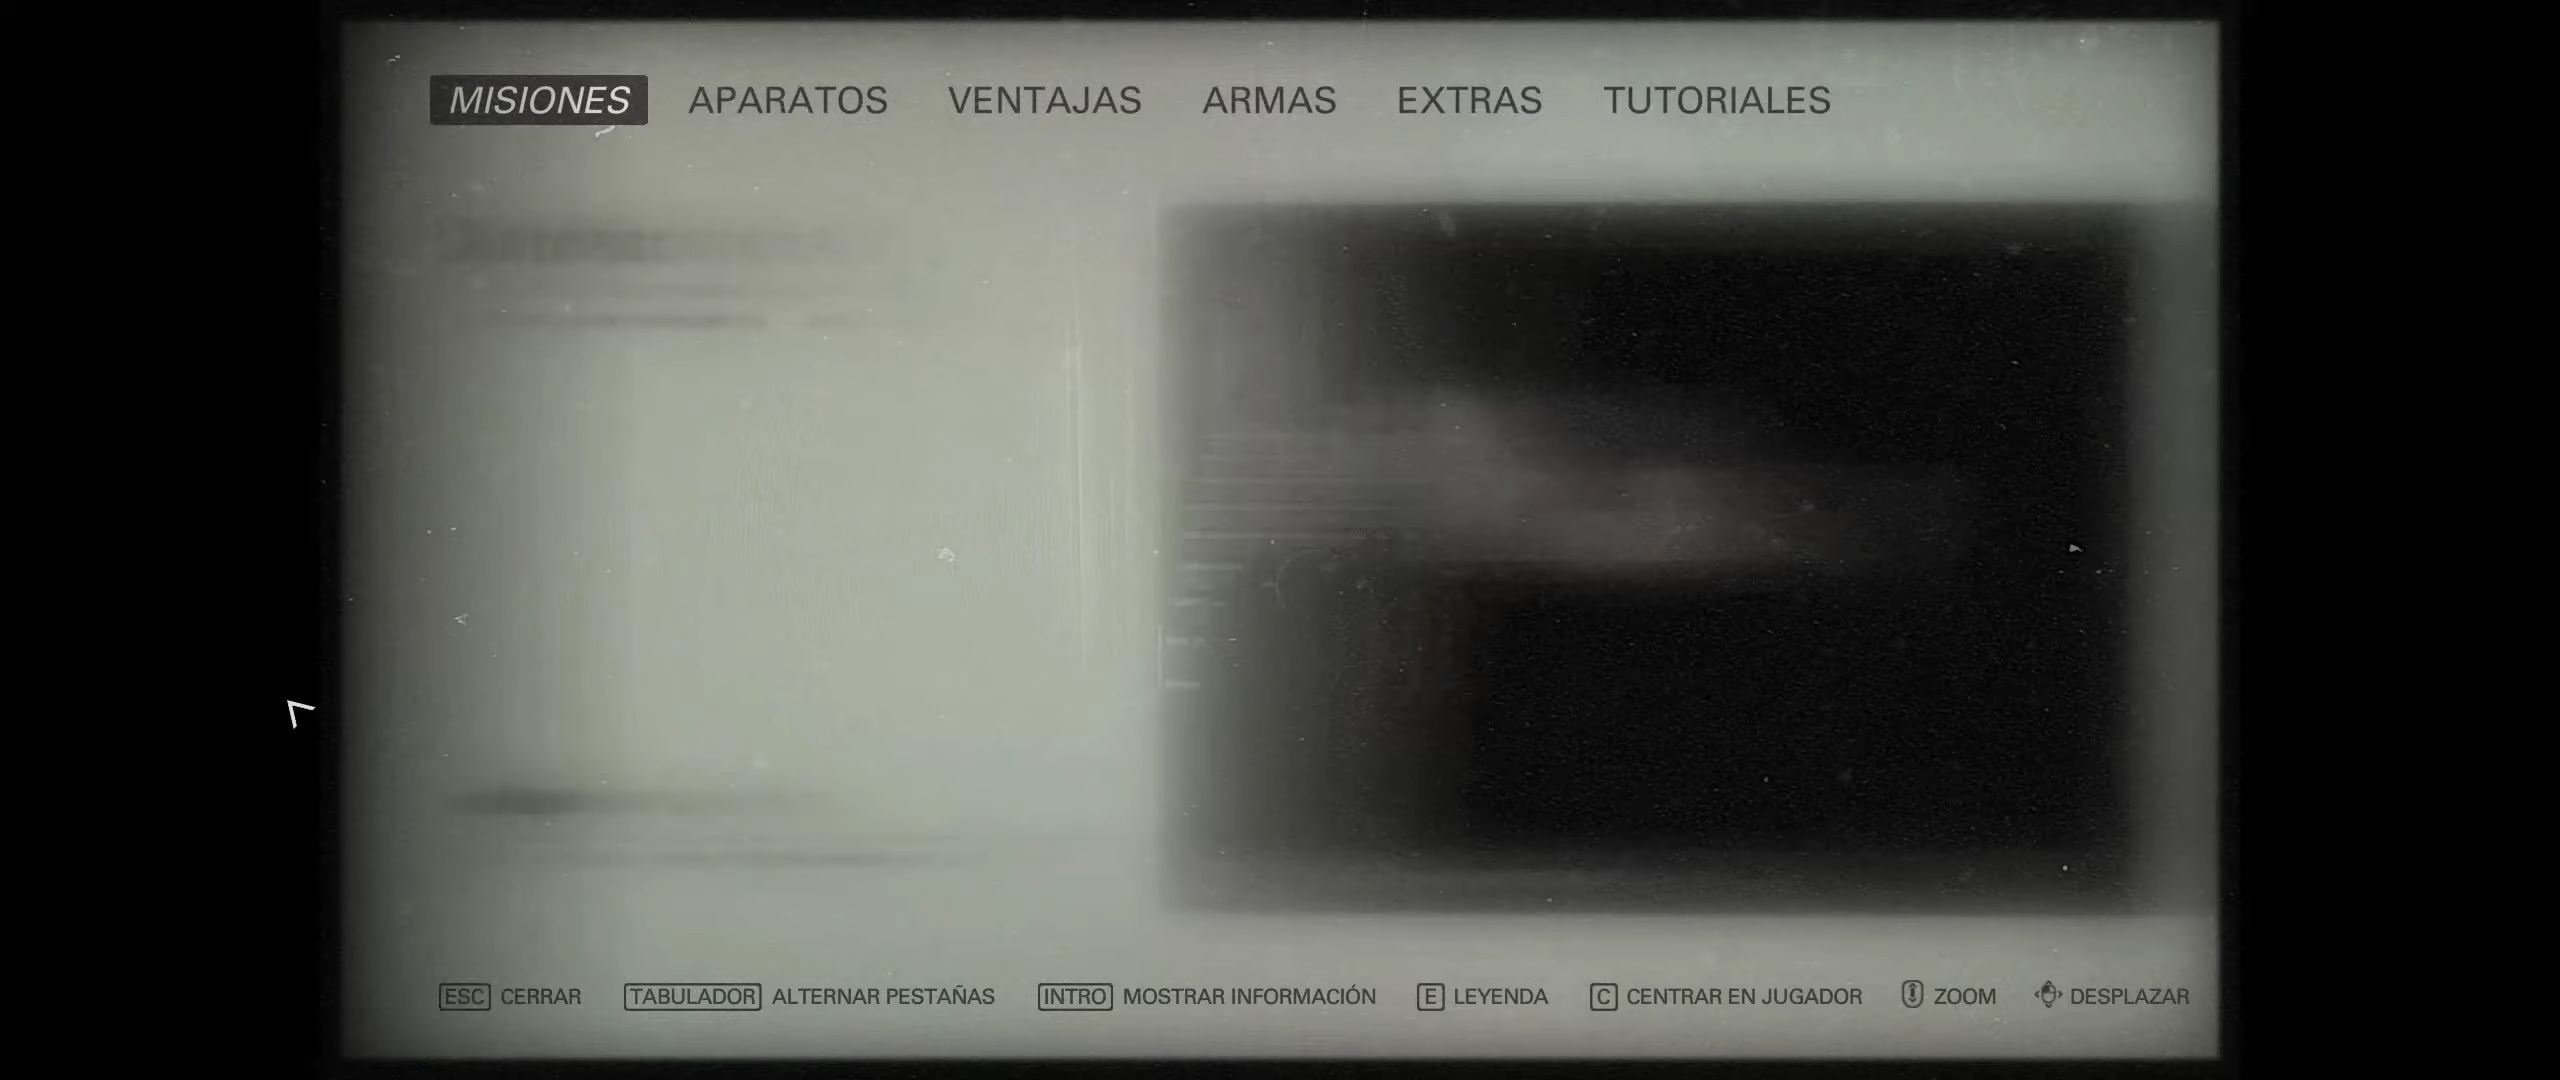 MISIONES APARATOS VENTAJAS ARMAS EXTRAS TUTORIALES
ESC CERRAR TABULADOR ALTERNAR PESTAÑAS INTRO MOSTRAR INFORMACIÓN E LEYENDA C CENTRAR EN JUGADOR ZOOM DESPLAZAR